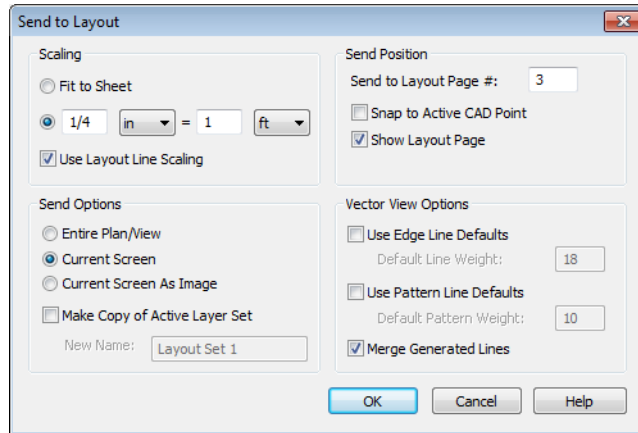 Send to Layout
Scaling
Fit to Sheet
1/4 in = 1 ft
Use Layout Line Scaling
Send Position
Send to Layout Page #: 3
Snap to Active CAD Point
Show Layout Page
Send Options
Entire Plan/View
Current Screen
Current Screen As Image
Make Copy of Active Layer Set
New Name: Layout Set 1
Vector View Options
Use Edge Line Defaults
Default Line Weight: 18
Use Pattern Line Defaults
Default Pattern Weight: 10
Merge Generated Lines
OK Cancel Help